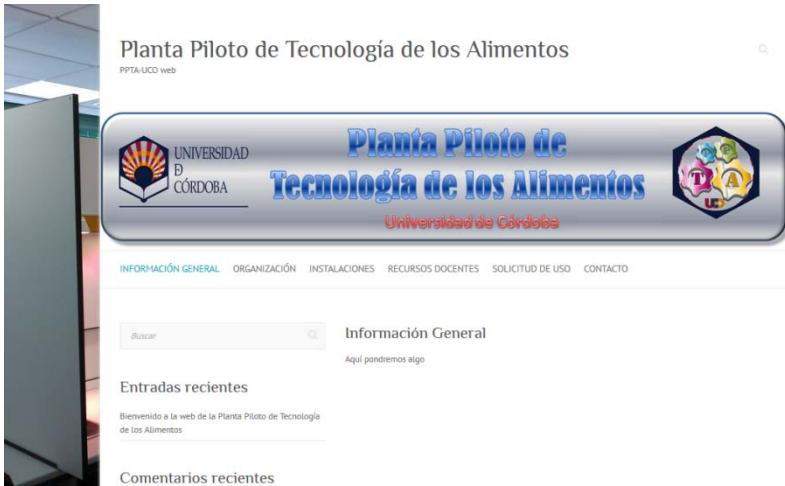 Planta Piloto de Tecnología de los Alimentos
PPTA-UCO web
UNIVERSIDAD
Ð
CÓRDOBA
Planta Piloto de
Tecnología de los Alimentos
Universidad de Córdoba
P P
T A
UCO
INFORMACIÓN GENERAL ORGANIZACIÓN INSTALACIONES RECURSOS DOCENTES SOLICITUD DE USO CONTACTO
Buscar
Información General
Aquí pondremos algo
Entradas recientes
Bienvenido a la web de la Planta Piloto de Tecnología
de los Alimentos
Comentarios recientes